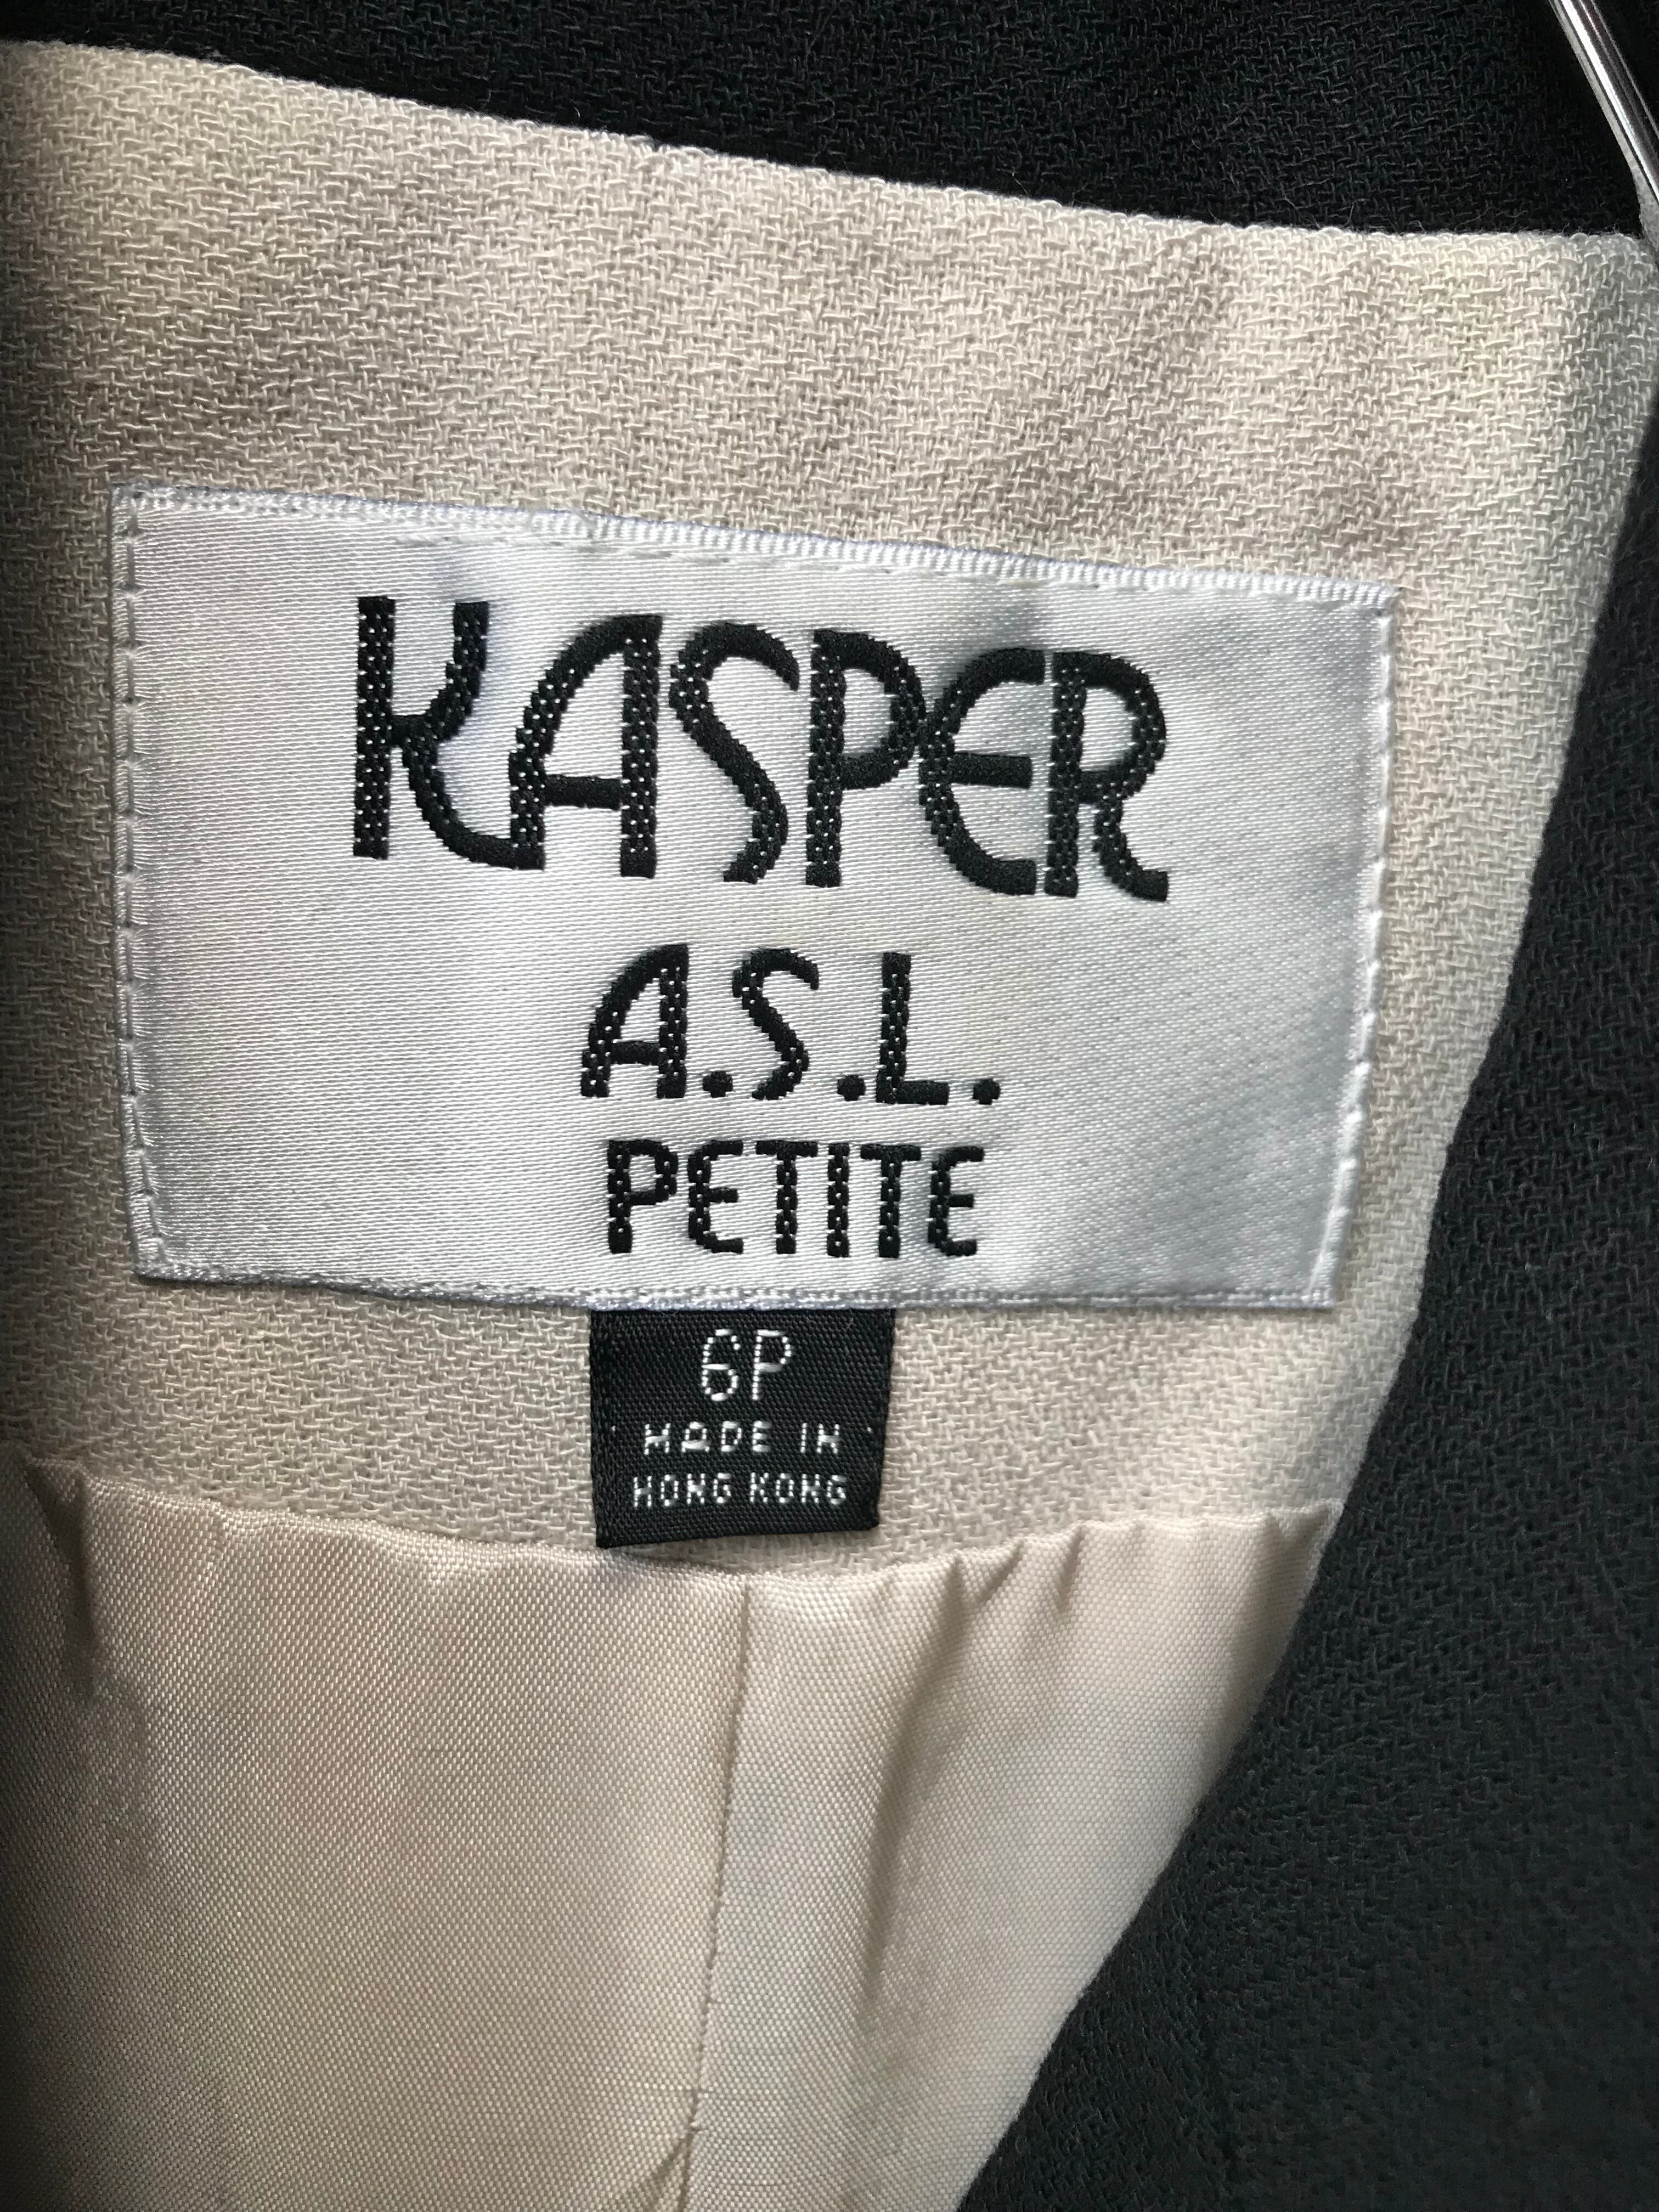 KASPER
A.S.L.
PETITE
6P
MADE IN
HONG KONG